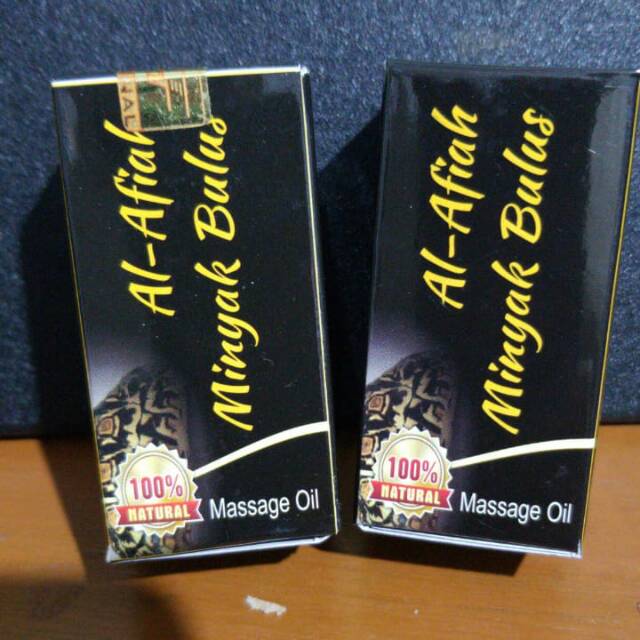 Al-Afiah
Minyak Bulus
100%
NATURAL
Massage Oil
Al-Afiah
Minyak Bulus
100%
NATURAL
Massage Oil